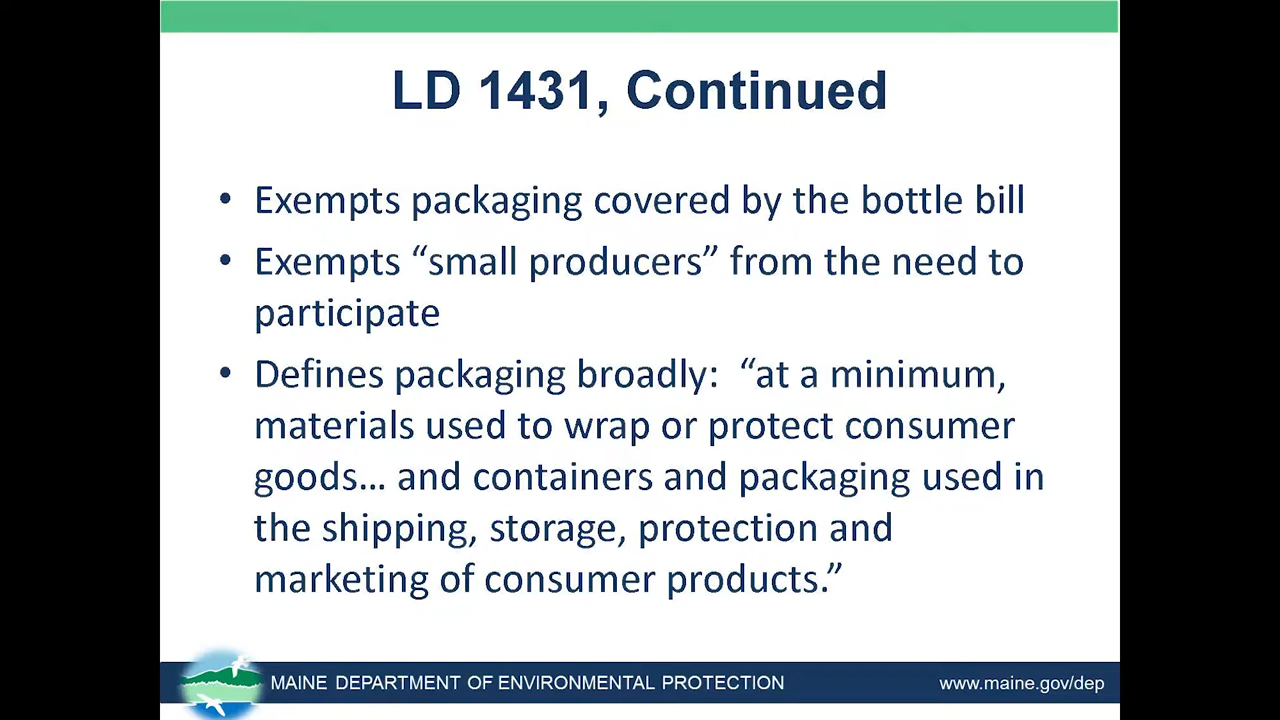 LD 1431, Continued
• Exempts packaging covered by the bottle bill
• Exempts “small producers” from the need to
participate
• Defines packaging broadly:  “at a minimum,
materials used to wrap or protect consumer
goods… and containers and packaging used in
the shipping, storage, protection and
marketing of consumer products.”
MAINE DEPARTMENT OF ENVIRONMENTAL PROTECTION
www.maine.gov/dep